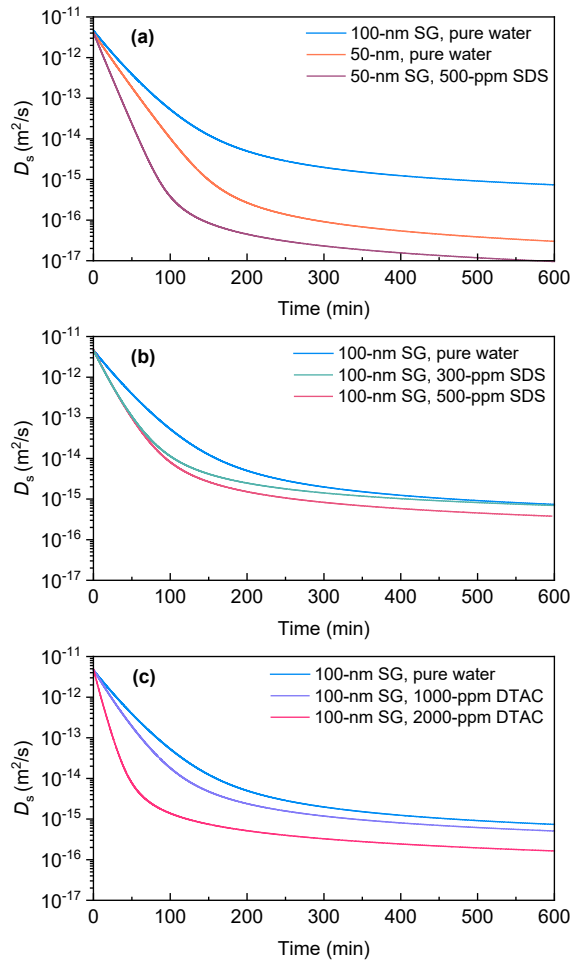 (a)
100-nm SG, pure water
50-nm, pure water
50-nm SG, 500-ppm SDS
10⁻¹¹
10⁻¹²
10⁻¹³
10⁻¹⁴
10⁻¹⁵
10⁻¹⁶
10⁻¹⁷
Dₛ (m²/s)
0 100 200 300 400 500 600
Time (min)
(b)
100-nm SG, pure water
100-nm SG, 300-ppm SDS
100-nm SG, 500-ppm SDS
10⁻¹¹
10⁻¹²
10⁻¹³
10⁻¹⁴
10⁻¹⁵
10⁻¹⁶
10⁻¹⁷
Dₛ (m²/s)
0 100 200 300 400 500 600
Time (min)
(c)
100-nm SG, pure water
100-nm SG, 1000-ppm DTAC
100-nm SG, 2000-ppm DTAC
10⁻¹¹
10⁻¹²
10⁻¹³
10⁻¹⁴
10⁻¹⁵
10⁻¹⁶
10⁻¹⁷
Dₛ (m²/s)
0 100 200 300 400 500 600
Time (min)